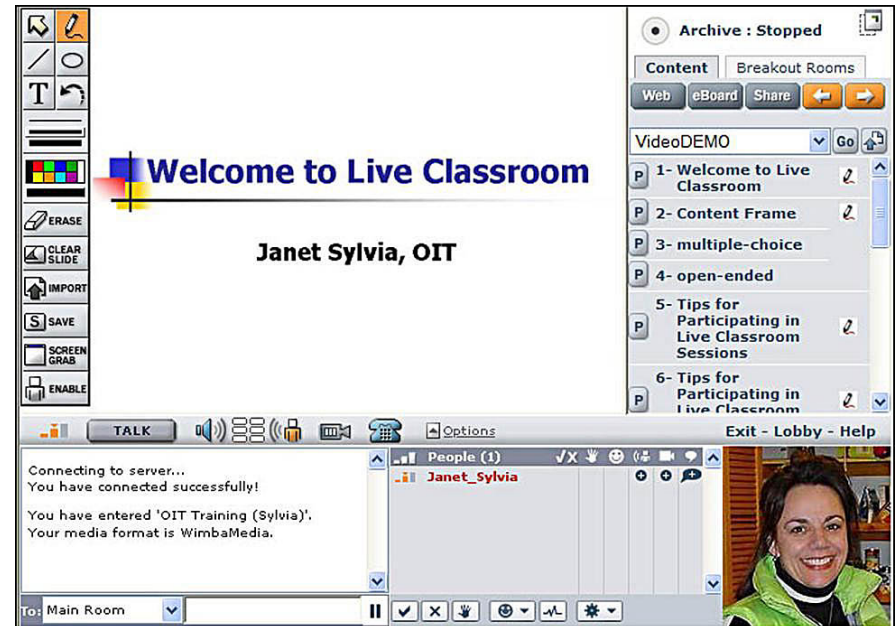 T
ERASE
CLEAR
SLIDE
IMPORT
S SAVE
SCREEN
GRAB
ENABLE
Welcome to Live Classroom
Janet Sylvia, OIT
Archive : Stopped
Content Breakout Rooms
Web eBoard Share
VideoDEMO Go
P 1- Welcome to Live
Classroom
P 2- Content Frame
P 3- multiple-choice
P 4- open-ended
5- Tips for
P Participating in
Live Classroom
Sessions
6- Tips for
P Participating in
Live Classroom
TALK Options Exit - Lobby - Help
Connecting to server...
You have connected successfully!
You have entered 'OIT Training (Sylvia)'.
Your media format is WimbaMedia.
People (1)
Janet_Sylvia
To: Main Room